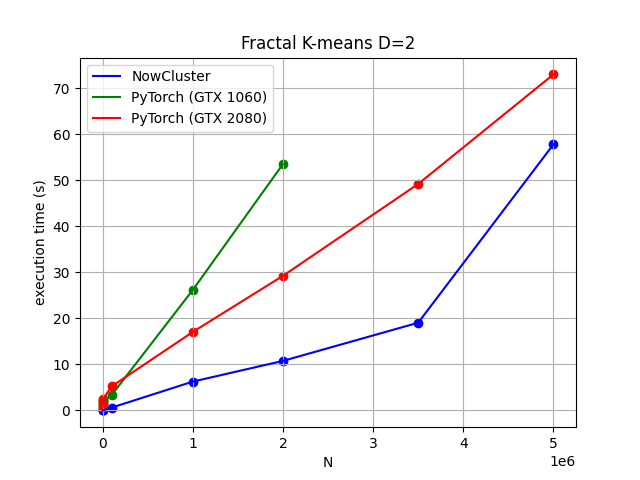 Fractal K-means D=2
NowCluster
PyTorch (GTX 1060)
PyTorch (GTX 2080)
execution time (s)
70
60
50
40
30
20
10
0
0 1 2 3 4 5
1e6
N